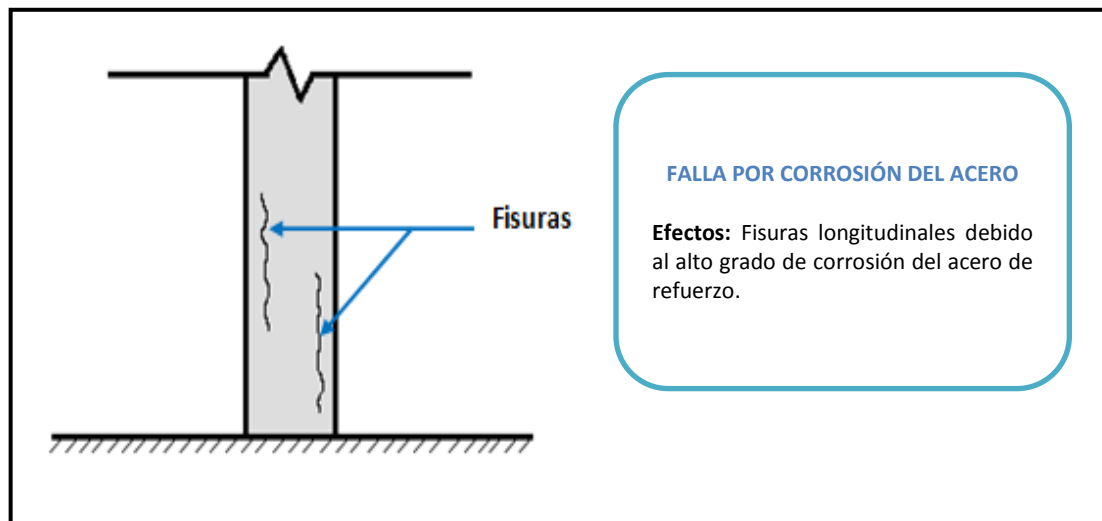 Fisuras
FALLA POR CORROSIÓN DEL ACERO
Efectos: Fisuras longitudinales debido
al alto grado de corrosión del acero de
refuerzo.